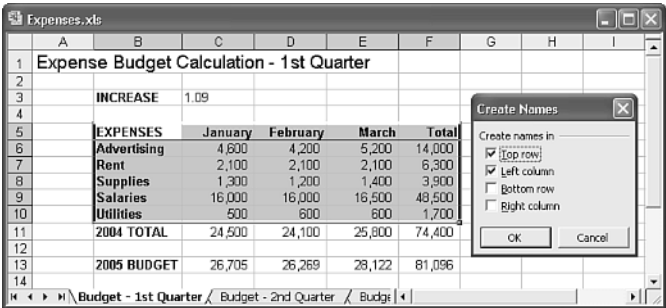 Expenses.xls
A B C D E F G H I
1 Expense Budget Calculation - 1st Quarter
2
3 INCREASE 1.09
4
5 EXPENSES January February March Total
6 Advertising 4,600 4,200 5,200 14,000
7 Rent 2,100 2,100 2,100 6,300
8 Supplies 1,300 1,200 1,400 3,900
9 Salaries 16,000 16,000 16,500 48,500
10 Utilities 500 600 600 1,700
11 2004 TOTAL 24,500 24,100 25,800 74,400
12
13 2005 BUDGET 26,705 26,269 28,122 81,096
14
Budget - 1st Quarter Budget - 2nd Quarter Budge
Create Names
Create names in
Top row
Left column
Bottom row
Right column
OK Cancel